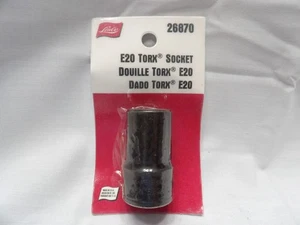 Lisle
26870
E20 TORX® SOCKET
DOUILLE TORX® E20
DADO TORX® E20